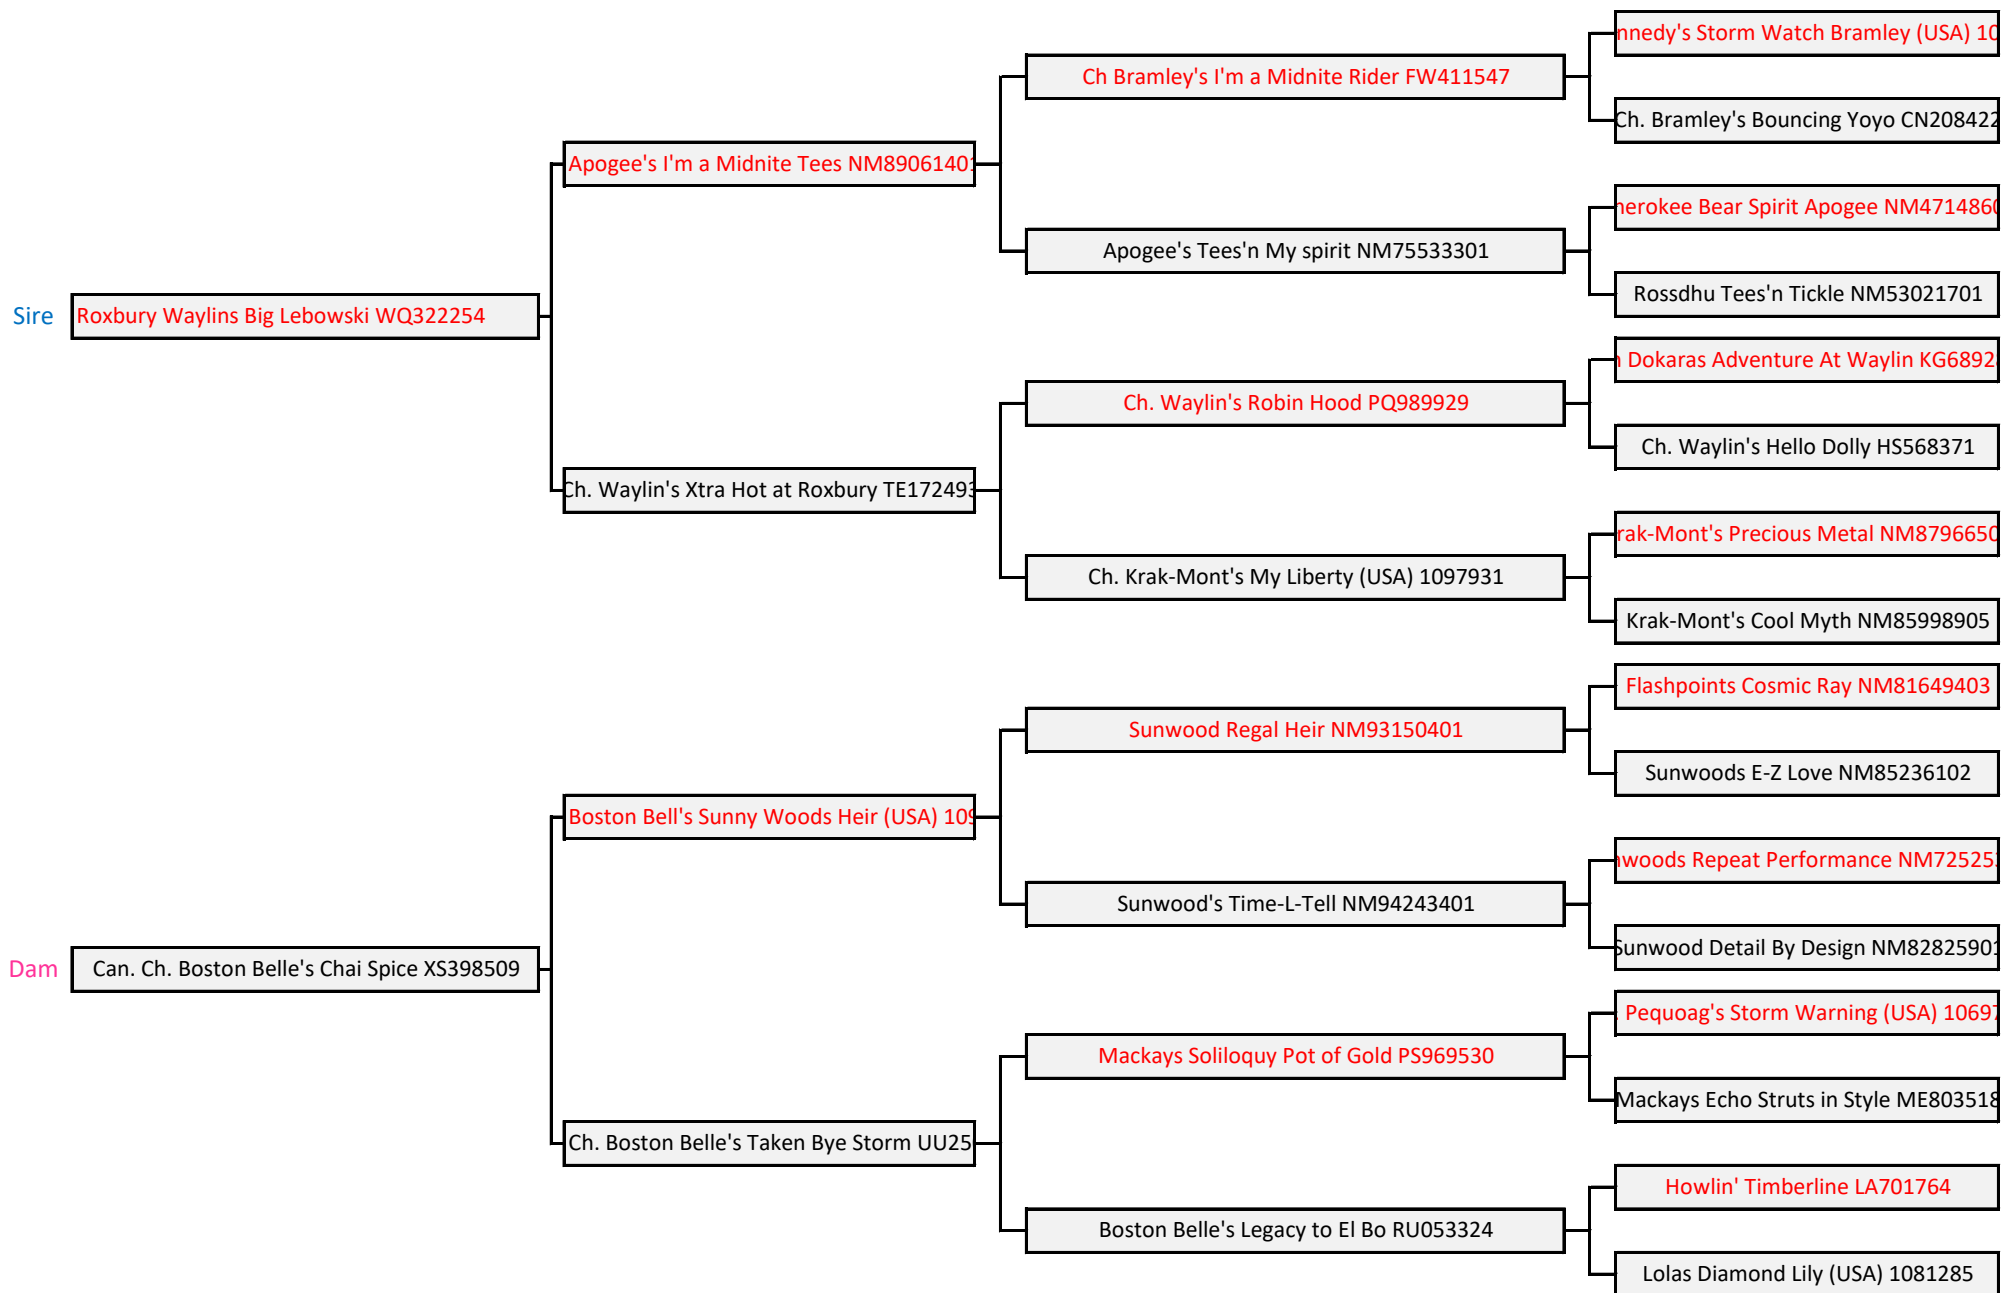 nnedy's Storm Watch Bramley (USA) 10
Ch Bramley's I'm a Midnite Rider FW411547
Ch. Bramley's Bouncing Yoyo CN208422
Apogee's I'm a Midnite Tees NM89061401
herokee Bear Spirit Apogee NM4714860
Apogee's Tees'n My spirit NM75533301
Rossdhu Tees'n Tickle NM53021701
Sire
Roxbury Waylins Big Lebowski WQ322254
Dokaras Adventure At Waylin KG6892
Ch. Waylin's Robin Hood PQ989929
Ch. Waylin's Hello Dolly HS568371
Ch. Waylin's Xtra Hot at Roxbury TE172493
rak-Mont's Precious Metal NM8796650
Ch. Krak-Mont's My Liberty (USA) 1097931
Krak-Mont's Cool Myth NM85998905
Flashpoints Cosmic Ray NM81649403
Sunwood Regal Heir NM93150401
Sunwoods E-Z Love NM85236102
Boston Bell's Sunny Woods Heir (USA) 109
nwoods Repeat Performance NM72525
Sunwood's Time-L-Tell NM94243401
Sunwood Detail By Design NM82825901
Dam
Can. Ch. Boston Belle's Chai Spice XS398509
Pequoag's Storm Warning (USA) 10697
Mackays Soliloquy Pot of Gold PS969530
Mackays Echo Struts in Style ME803518
Ch. Boston Belle's Taken Bye Storm UU25
Howlin' Timberline LA701764
Boston Belle's Legacy to El Bo RU053324
Lolas Diamond Lily (USA) 1081285